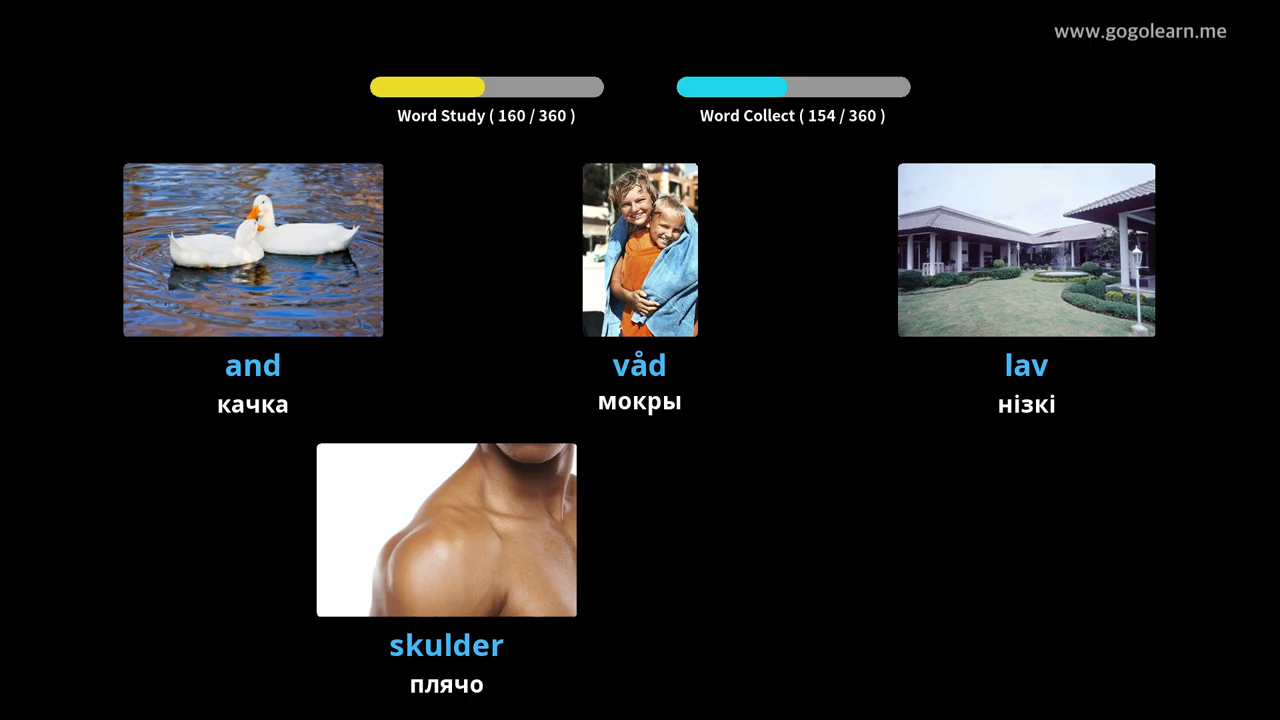 www.gogolearn.me
Word Study ( 160 / 360 )
Word Collect ( 154 / 360 )
and
våd
lav
качка
мокры
нізкі
skulder
плячо